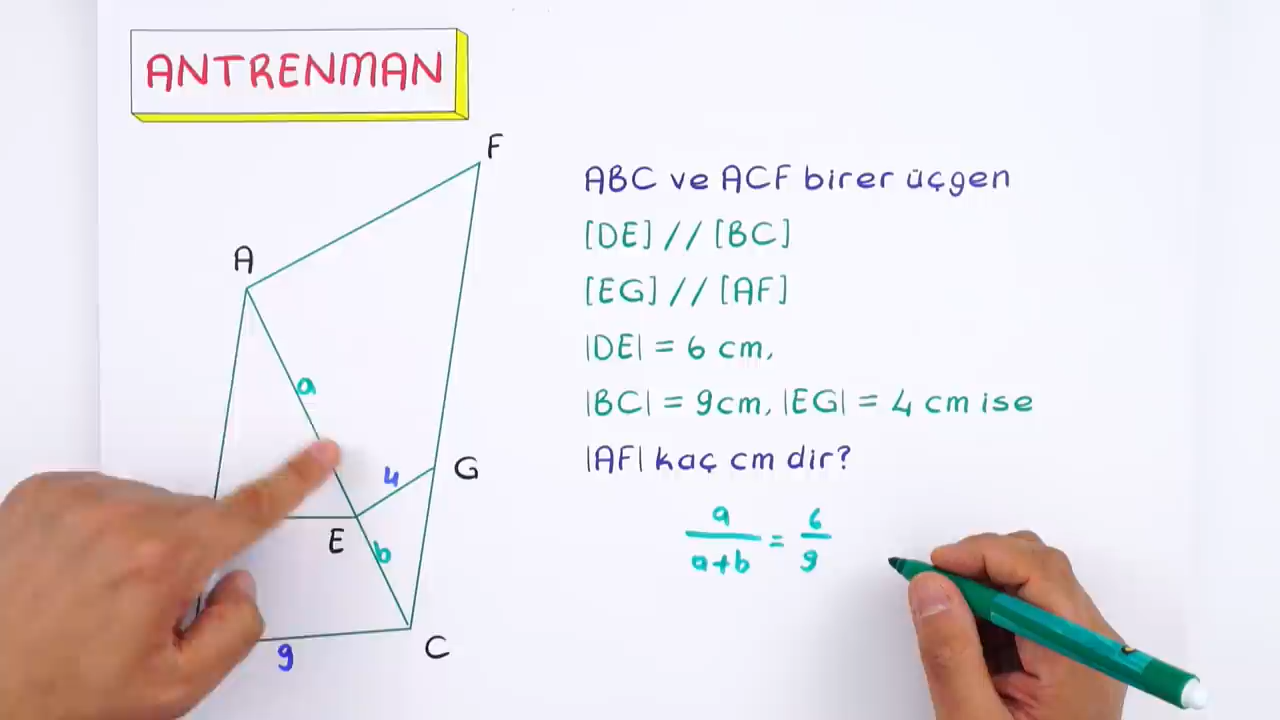 ANTRENMAN
F
A
a
4
G
E
b
9
C
ABC ve ACF birer üçgen
[DE] // [BC]
[EG] // [AF]
|DE| = 6 cm,
|BC| = 9cm, |EG| = 4 cm ise
|AF| kaç cm dir?
a/a+b = 6/9